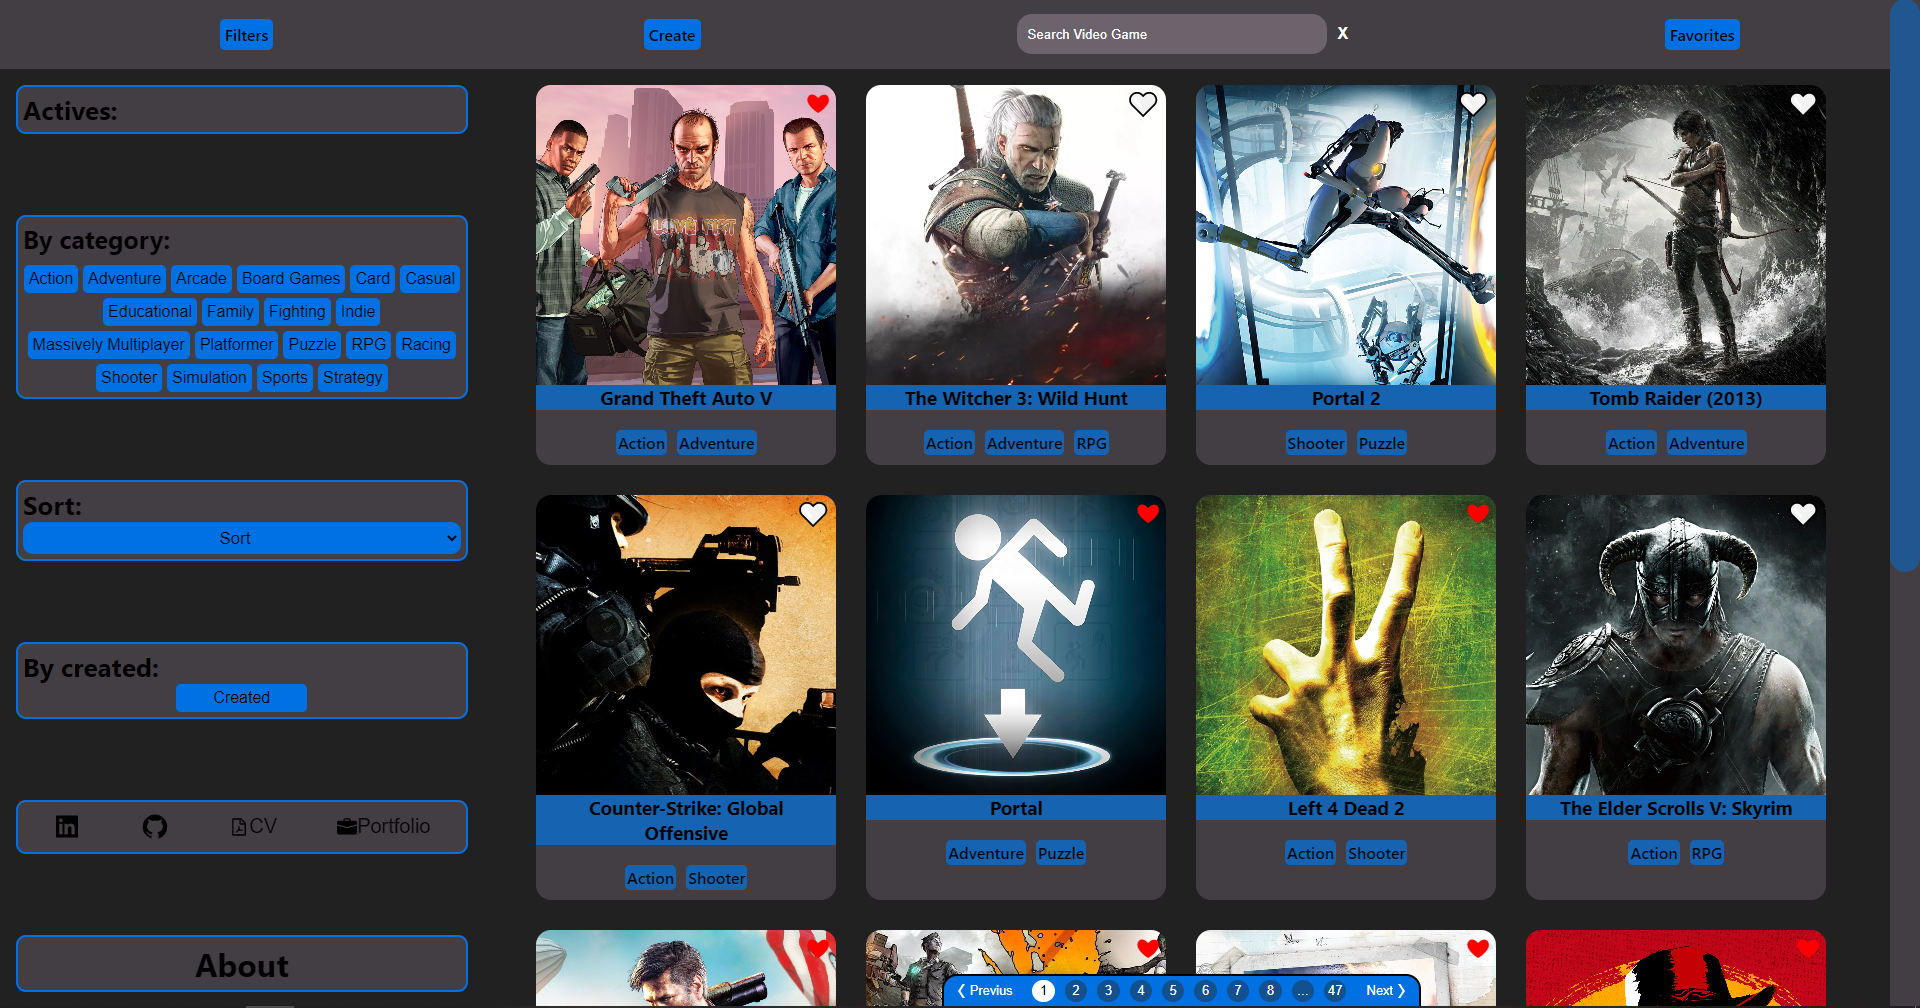 Filters
Create
Search Video Game
X
Favorites
Actives:
By category:
Action Adventure Arcade Board Games Card Casual
Educational Family Fighting Indie
Massively Multiplayer Platformer Puzzle RPG Racing
Shooter Simulation Sports Strategy
Sort:
Sort
By created:
Created
CV
Portfolio
About
Grand Theft Auto V
Action Adventure
The Witcher 3: Wild Hunt
Action Adventure RPG
Portal 2
Shooter Puzzle
Tomb Raider (2013)
Action Adventure
Counter-Strike: Global
Offensive
Action Shooter
Portal
Adventure Puzzle
Left 4 Dead 2
Action Shooter
The Elder Scrolls V: Skyrim
Action RPG
❬ Previus 1 2 3 4 5 6 7 8 ... 47 Next ❭